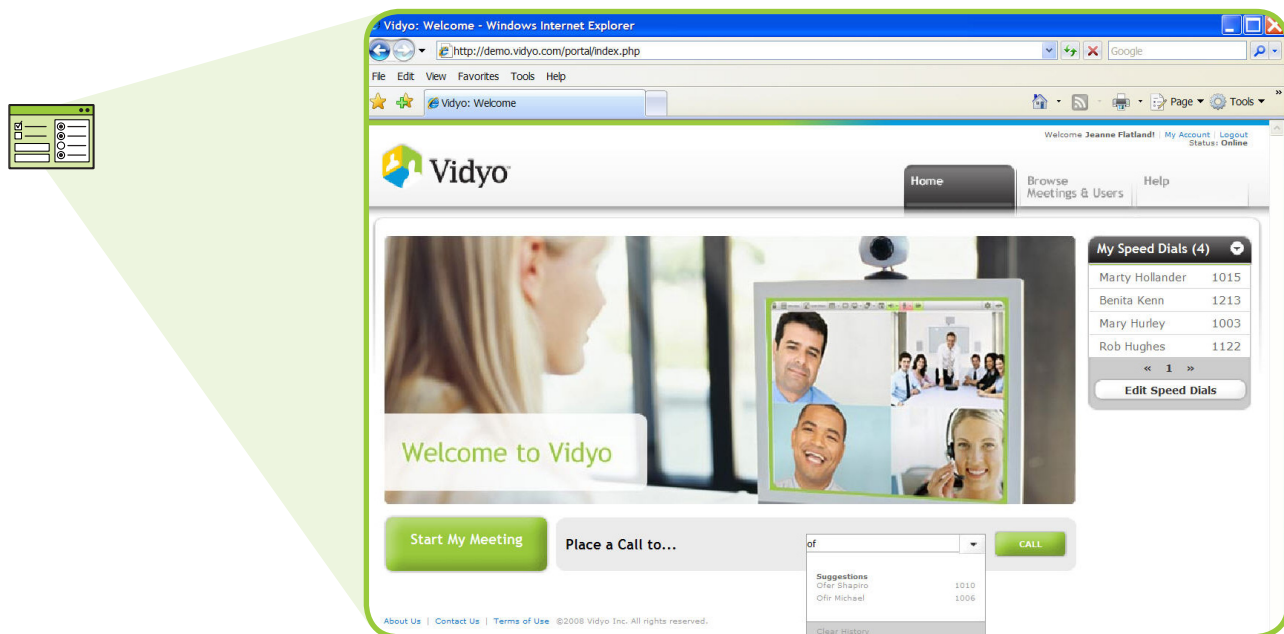 Vidyo: Welcome - Windows Internet Explorer
http://demo.vidyo.com/portal/index.php
Google
File Edit View Favorites Tools Help
Vidyo: Welcome
Page Tools »
Welcome Jeanne Flatland! | My Account | Logout
Status: Online
Vidyo
Home
Browse
Meetings & Users
Help
My Speed Dials (4)
Marty Hollander 1015
Benita Kenn 1213
Mary Hurley 1003
Rob Hughes 1122
« 1 »
Edit Speed Dials
Welcome to Vidyo
Start My Meeting
Place a Call to...
of
CALL
Suggestions
Ofer Shapiro 1010
Ofir Michael 1006
Clear History
About Us | Contact Us | Terms of Use ©2008 Vidyo Inc. All rights reserved.